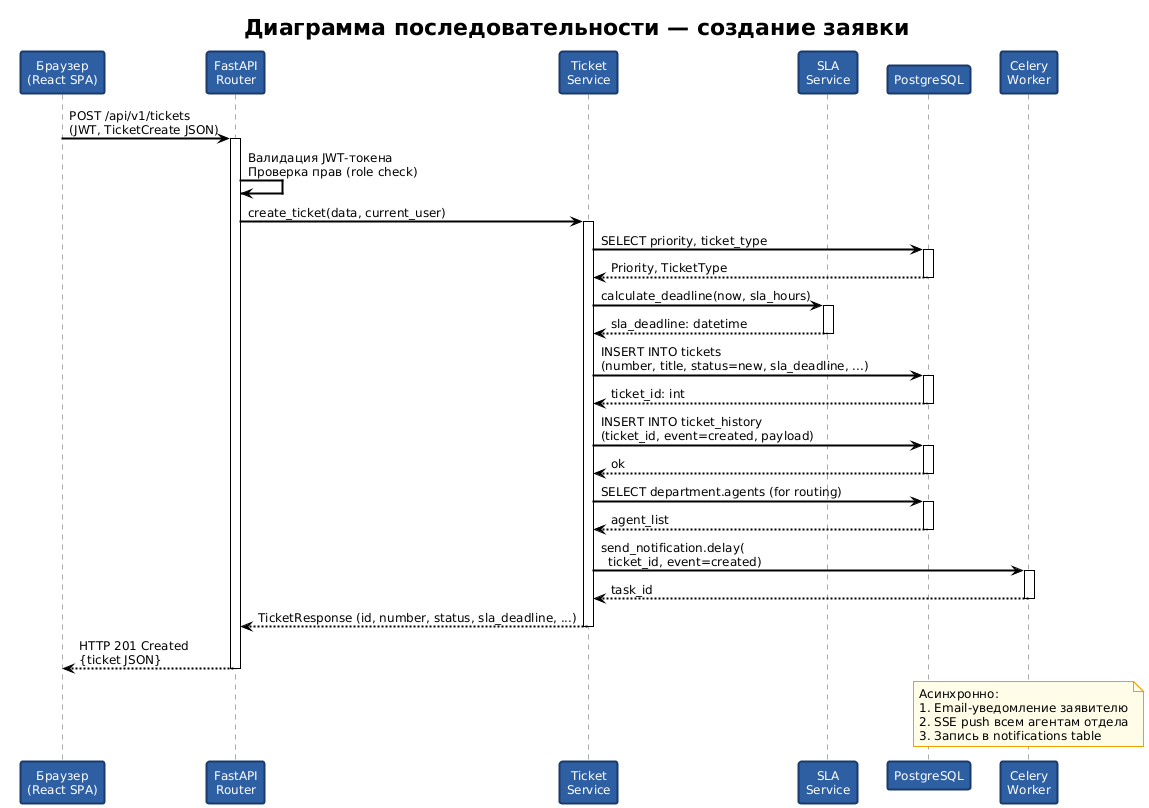 Диаграмма последовательности — создание заявки
Браузер
(React SPA)
FastAPI
Router
Ticket
Service
SLA
Service
PostgreSQL
Celery
Worker
POST /api/v1/tickets
(JWT, TicketCreate JSON)
Валидация JWT-токена
Проверка прав (role check)
create_ticket(data, current_user)
SELECT priority, ticket_type
Priority, TicketType
calculate_deadline(now, sla_hours)
sla_deadline: datetime
INSERT INTO tickets
(number, title, status=new, sla_deadline, ...)
ticket_id: int
INSERT INTO ticket_history
(ticket_id, event=created, payload)
ok
SELECT department.agents (for routing)
agent_list
send_notification.delay(
ticket_id, event=created)
task_id
TicketResponse (id, number, status, sla_deadline, ...)
HTTP 201 Created
{ticket JSON}
Асинхронно:
1. Email-уведомление заявителю
2. SSE push всем агентам отдела
3. Запись в notifications table
Браузер
(React SPA)
FastAPI
Router
Ticket
Service
SLA
Service
PostgreSQL
Celery
Worker